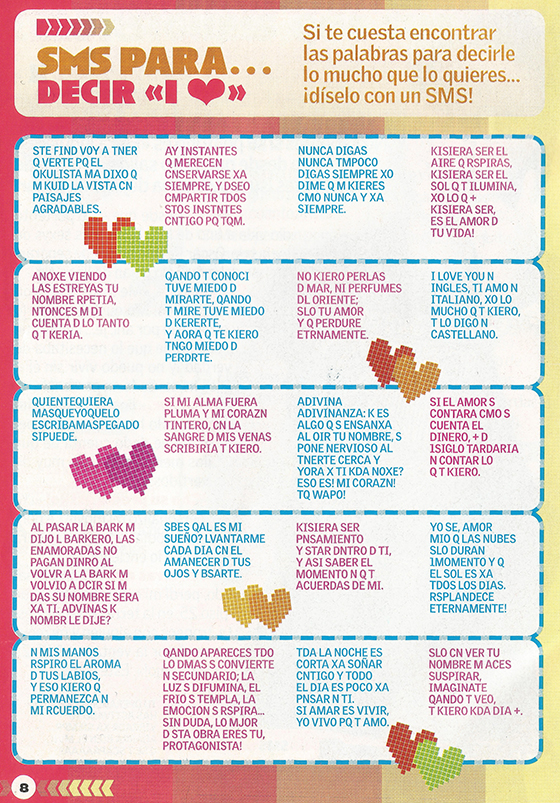 SMS PARA...
DECIR «I ❤»
Si te cuesta encontrar
las palabras para decirle
lo mucho que lo quieres...
¡díselo con un SMS!
STE FIND VOY A TNER
Q VERTE PQ EL
OKULISTA MA DIXO Q
M KUID LA VISTA CN
PAISAJES
AGRADABLES.
AY INSTANTES
Q MERECEN
CNSERVARSE XA
SIEMPRE, Y DSEO
CMPARTIR TDOS
STOS INSTNTES
CNTIGO PQ TQM.
NUNCA DIGAS
NUNCA TMPOCO
DIGAS SIEMPRE XO
DIME Q M KIERES
CMO NUNCA Y XA
SIEMPRE.
KISIERA SER EL
AIRE Q RSPIRAS,
KISIERA SER EL
SOL Q T ILUMINA,
XO LO Q +
KISIERA SER,
ES EL AMOR D
TU VIDA!
ANOXE VIENDO
LAS ESTREYAS TU
NOMBRE RPETIA,
NTONCES M DI
CUENTA D LO TANTO
Q T KERIA.
QANDO T CONOCI
TUVE MIEDO D
MIRARTE, QANDO
T MIRE TUVE MIEDO
D KERERTE,
Y AORA Q TE KIERO
TNGO MIEDO D
PERDRTE.
NO KIERO PERLAS
D MAR, NI PERFUMES
DL ORIENTE;
SLO TU AMOR
Y Q PERDURE
ETRNAMENTE.
I LOVE YOU N
INGLES, TI AMO N
ITALIANO, XO LO
MUCHO Q T KIERO,
T LO DIGO N
CASTELLANO.
QUIENTEQUIERA
MASQUEYOQUELO
ESCRIBAMASPEGADO
SIPUEDE.
SI MI ALMA FUERA
PLUMA Y MI CORAZN
TINTERO, CN LA
SANGRE D MIS VENAS
SCRIBIRIA T KIERO.
ADIVINA
ADIVINANZA: K ES
ALGO Q S ENSANXA
AL OIR TU NOMBRE, S
PONE NERVIOSO AL
TNERTE CERCA Y
YORA X TI KDA NOXE?
ESO ES! MI CORAZN!
TQ WAPO!
SI EL AMOR S
CONTARA CMO S
CUENTA EL
DINERO, + D
1SIGLO TARDARIA
N CONTAR LO
Q T KIERO.
AL PASAR LA BARK M
DIJO L BARKERO, LAS
ENAMORADAS NO
PAGAN DINRO AL
VOLVR A LA BARK M
VOLVIO A DCIR SI M
DAS SU NOMBRE SERA
XA TI. ADVINAS K
NOMBR LE DIJE?
SBES QAL ES MI
SUEÑO? LVANTARME
CADA DIA CN EL
AMANECER D TUS
OJOS Y BSARTE.
KISIERA SER
PNSAMIENTO
Y STAR DNTRO D TI,
Y ASI SABER EL
MOMENTO N Q T
ACUERDAS DE MI.
YO SE, AMOR
MIO Q LAS NUBES
SLO DURAN
1MOMENTO Y Q
EL SOL ES XA
TDOS LOS DIAS.
RSPLANDECE
ETERNAMENTE!
N MIS MANOS
RSPIRO EL AROMA
D TUS LABIOS,
Y ESO KIERO Q
PERMANEZCA N
MI RCUERDO.
QANDO APARECES TDO
LO DMAS S CONVIERTE
N SECUNDARIO; LA
LUZ S DIFUMINA, EL
FRIO S TEMPLA, LA
EMOCION S RSPIRA...
SIN DUDA, LO MJOR
D STA OBRA ERES TU,
PROTAGONISTA!
TDA LA NOCHE ES
CORTA XA SOÑAR
CNTIGO Y TODO
EL DIA ES POCO XA
PNSAR N TI.
SI AMAR ES VIVIR,
YO VIVO PQ T AMO.
SLO CN VER TU
NOMBRE M ACES
SUSPIRAR,
IMAGINATE
QANDO T VEO,
T KIERO KDA DIA +.
8